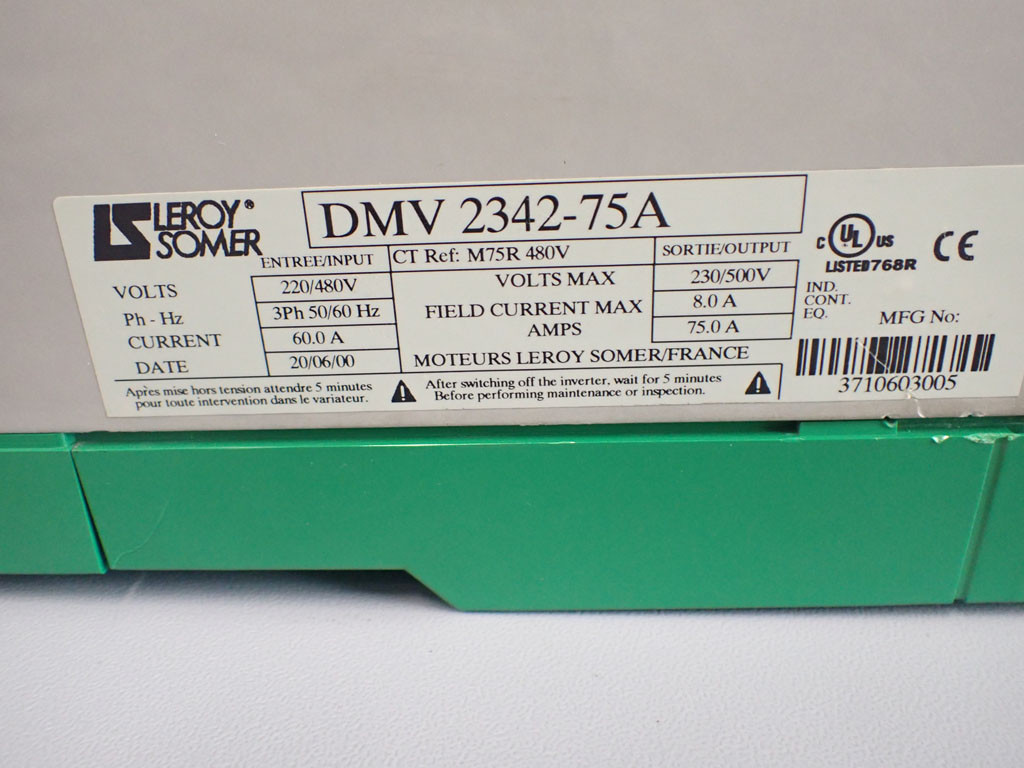 LEROY®
SOMER
DMV 2342-75A
ENTREE/INPUT
CT Ref: M75R 480V
SORTIE/OUTPUT
VOLTS 220/480V VOLTS MAX 230/500V
Ph - Hz 3Ph 50/60 Hz FIELD CURRENT MAX 8.0 A
CURRENT 60.0 A AMPS 75.0 A
DATE 20/06/00 MOTEURS LEROY SOMER/FRANCE
Après mise hors tension attendre 5 minutes
pour toute intervention dans le variateur.
After switching off the inverter, wait for 5 minutes
Before performing maintenance or inspection.
C UL US CE
LISTED 768R
IND.
CONT.
EQ.
MFG No:
3710603005